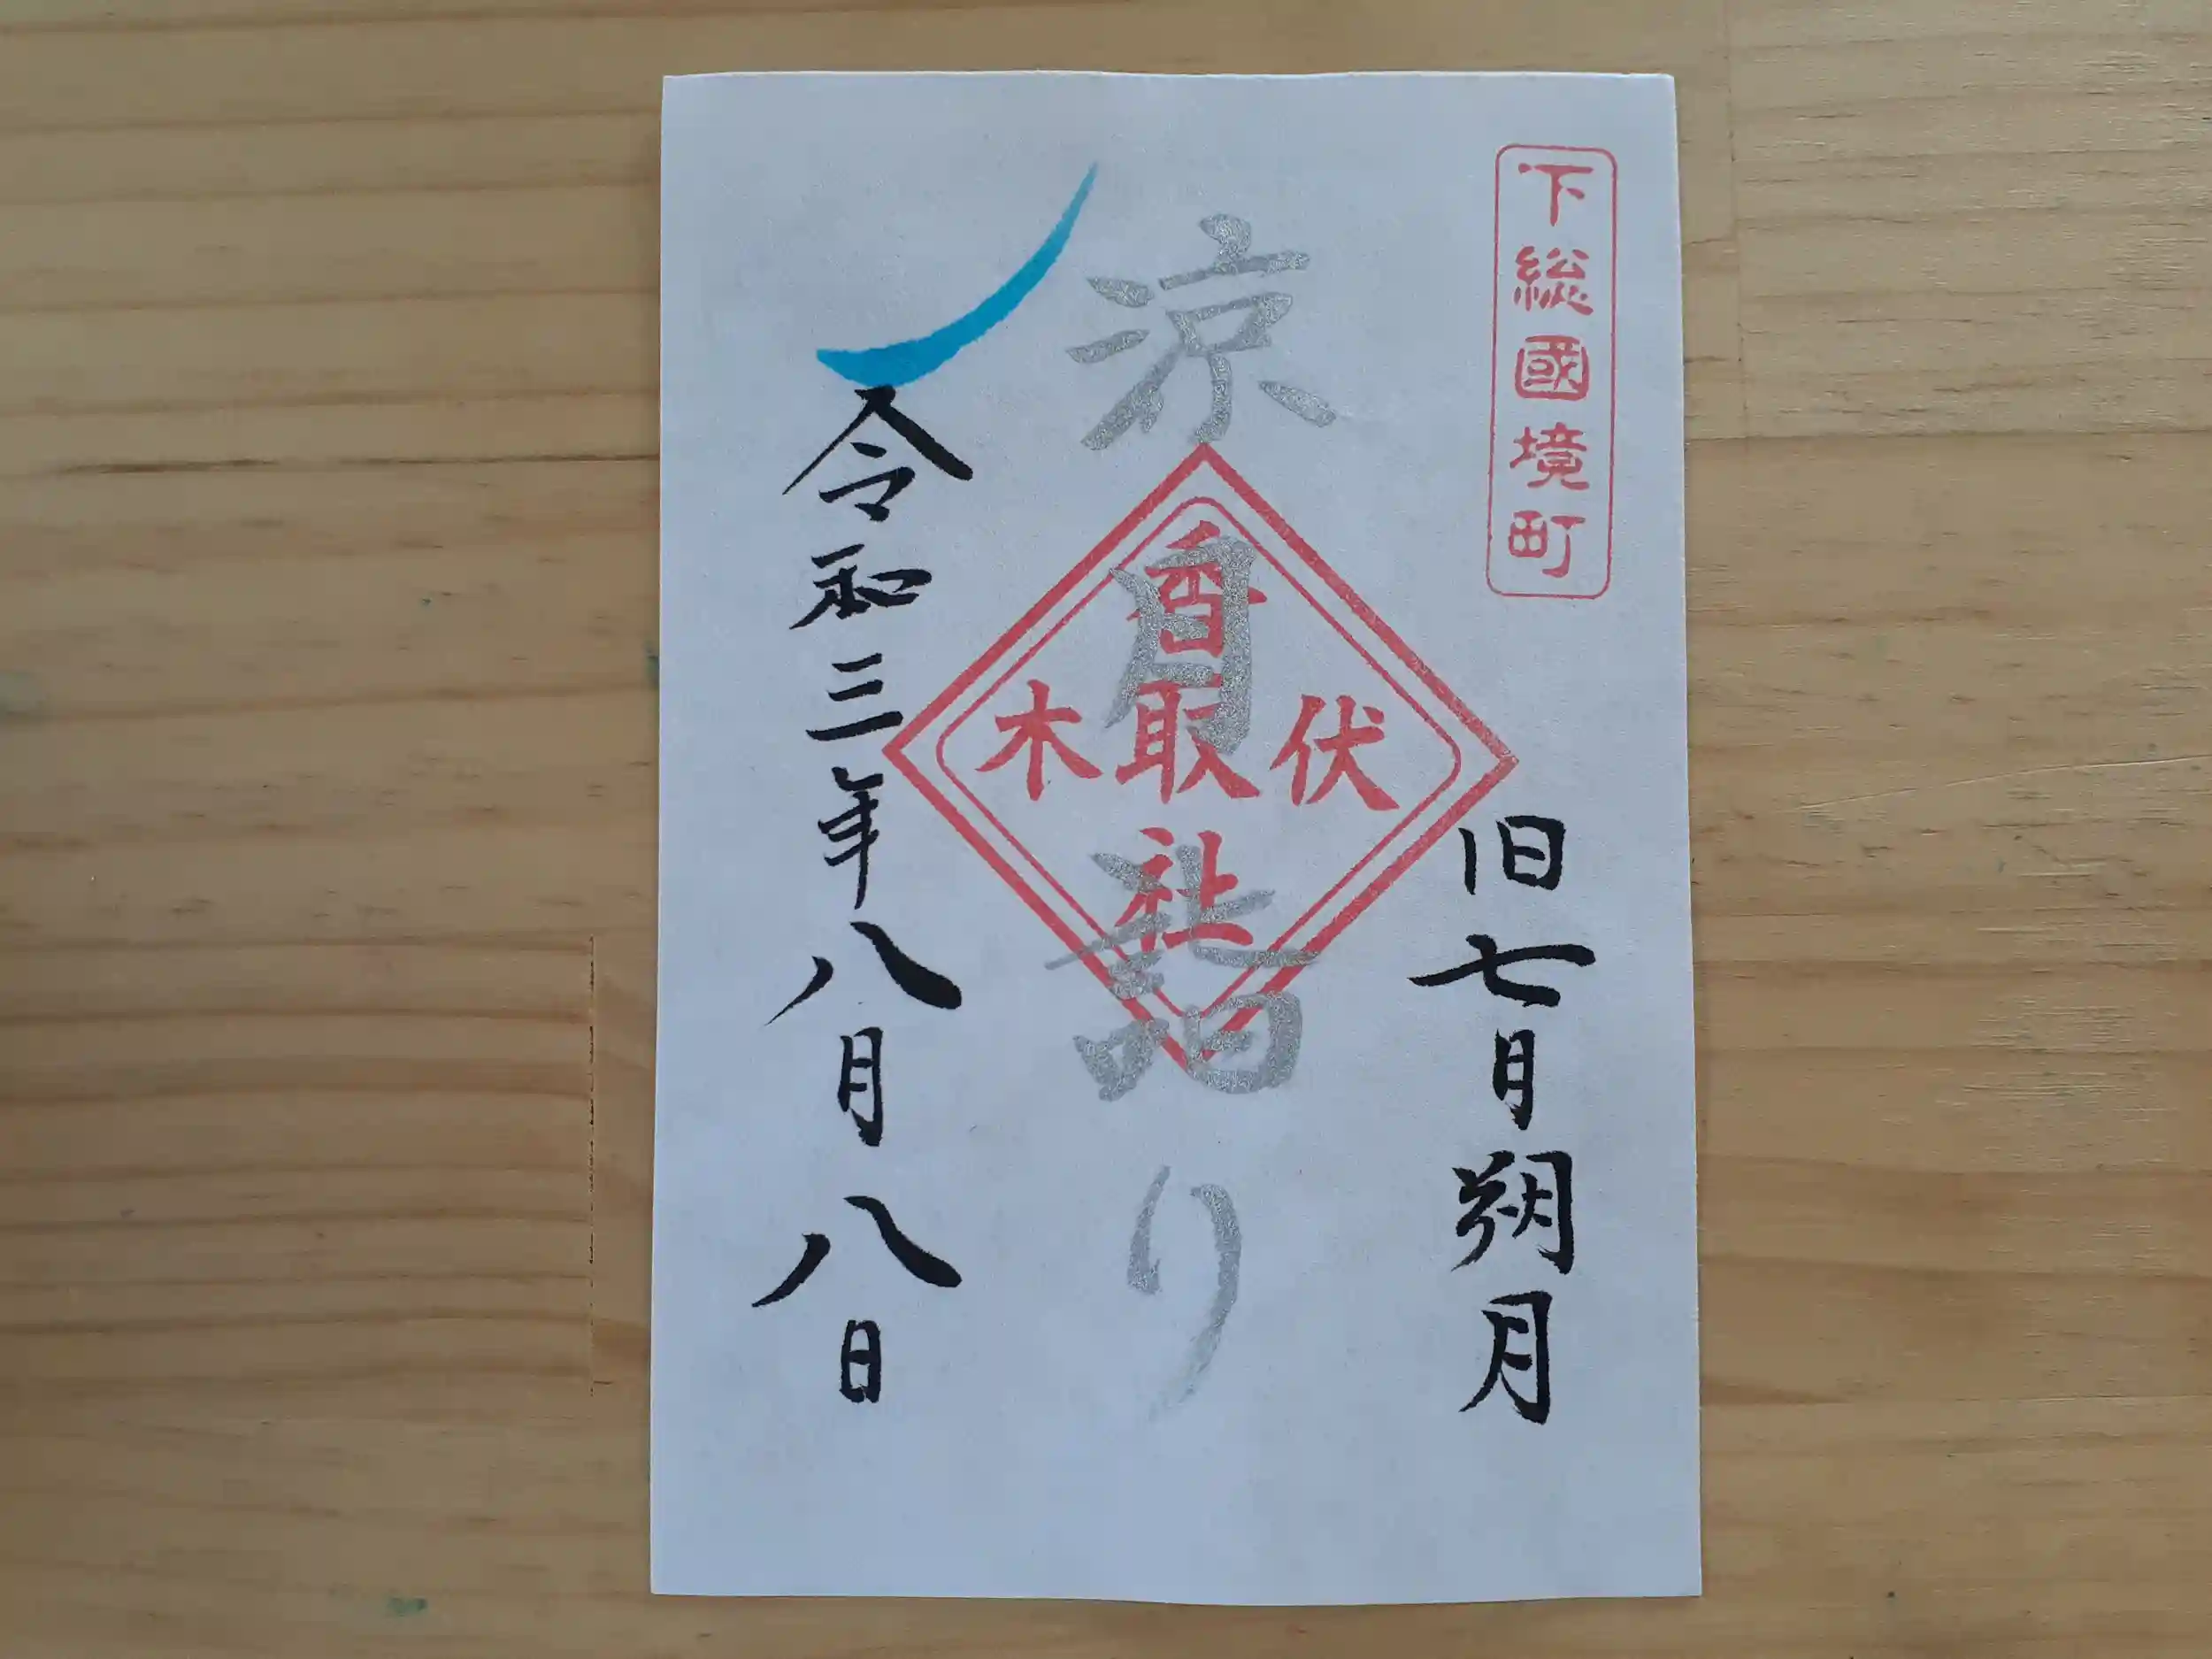 下総國境町
旧七月朔月
涼月詣り
伏木
香取社
令和三年八月八日